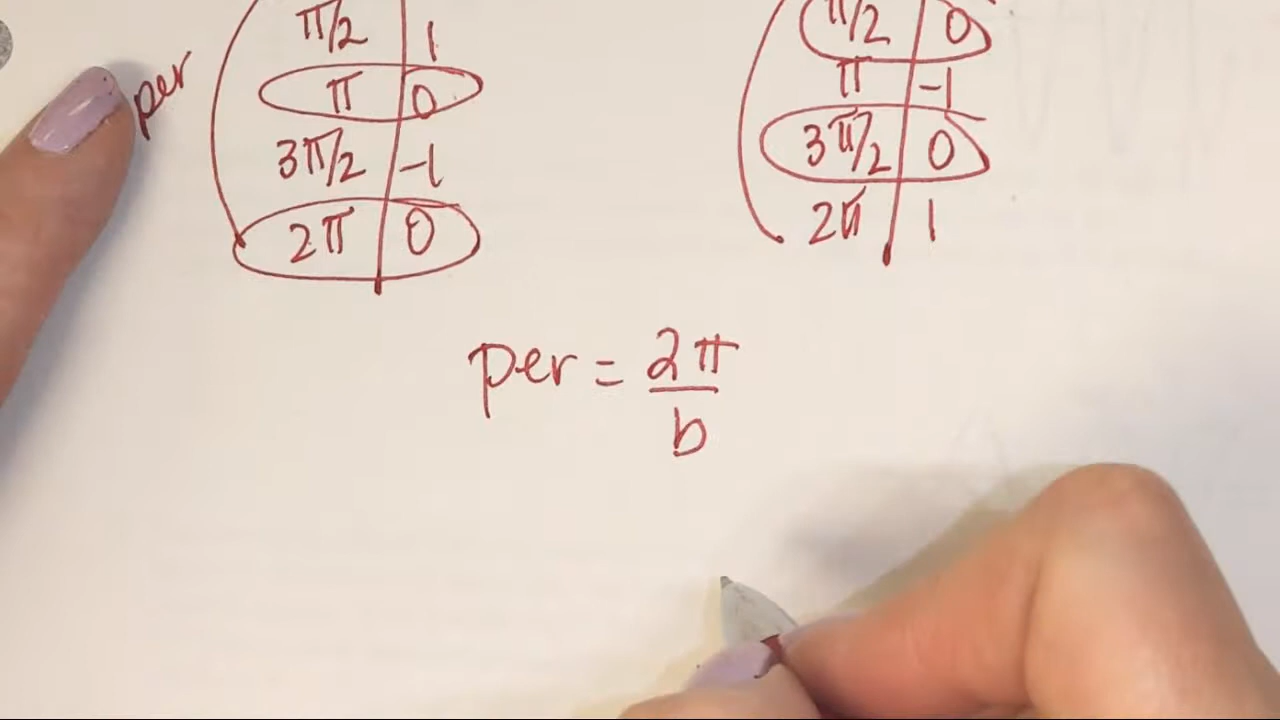 per
π/2 1
π 0
3π/2 -1
2π 0
π/2 0
π -1
3π/2 0
2π 1
per = 2π/b